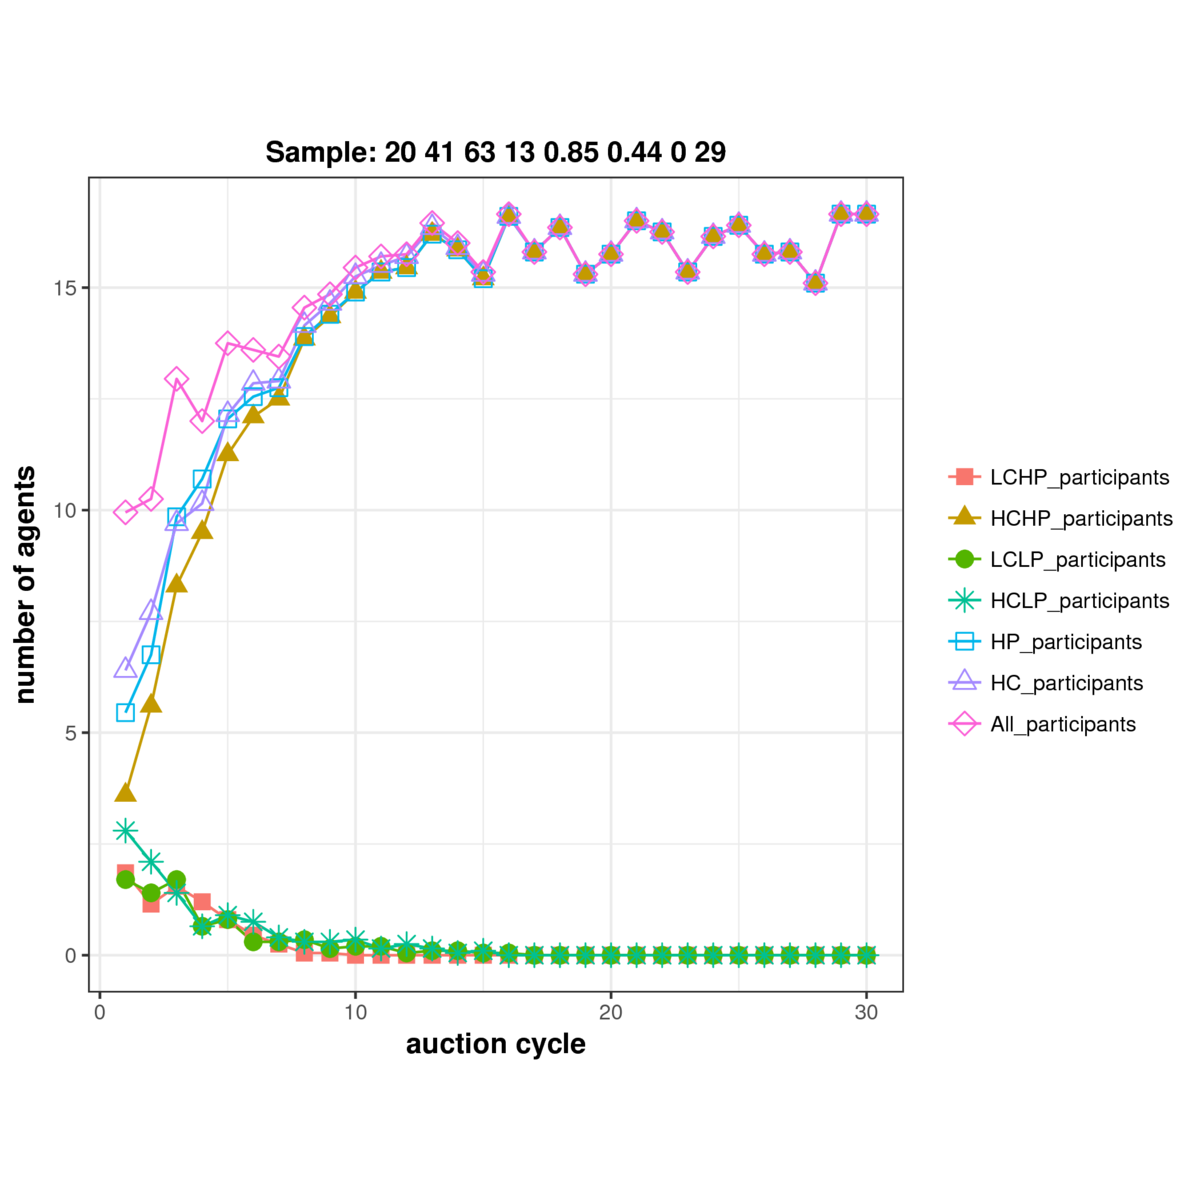 Sample: 20 41 63 13 0.85 0.44 0 29
number of agents
15
10
5
0
0 10 20 30
auction cycle
LCHP_participants
HCHP_participants
LCLP_participants
HCLP_participants
HP_participants
HC_participants
All_participants